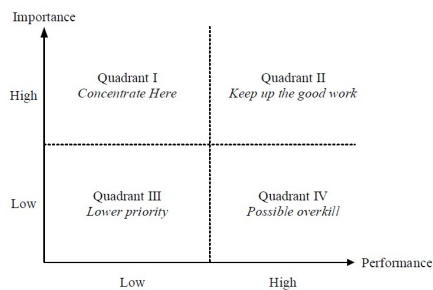 Importance
Quadrant I
Concentrate Here
Quadrant II
Keep up the good work
High
Quadrant III
Lower priority
Quadrant IV
Possible overkill
Low
Performance
Low
High